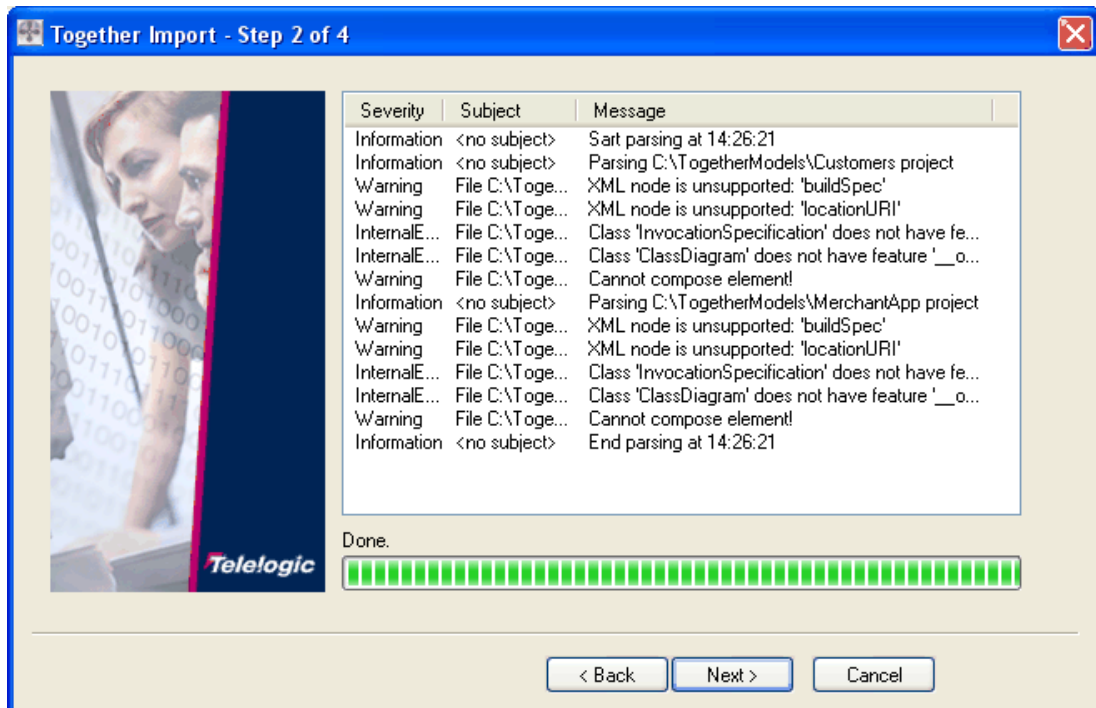 Together Import - Step 2 of 4
Severity Subject Message
Information <no subject> Sart parsing at 14:26:21
Information <no subject> Parsing C:\TogetherModels\Customers project
Warning File C:\Toge... XML node is unsupported: 'buildSpec'
Warning File C:\Toge... XML node is unsupported: 'locationURI'
InternalE... File C:\Toge... Class 'InvocationSpecification' does not have fe...
InternalE... File C:\Toge... Class 'ClassDiagram' does not have feature '__o...
Warning File C:\Toge... Cannot compose element!
Information <no subject> Parsing C:\TogetherModels\MerchantApp project
Warning File C:\Toge... XML node is unsupported: 'buildSpec'
Warning File C:\Toge... XML node is unsupported: 'locationURI'
InternalE... File C:\Toge... Class 'InvocationSpecification' does not have fe...
InternalE... File C:\Toge... Class 'ClassDiagram' does not have feature '__o...
Warning File C:\Toge... Cannot compose element!
Information <no subject> End parsing at 14:26:21
Telelogic
Done.
< Back Next > Cancel